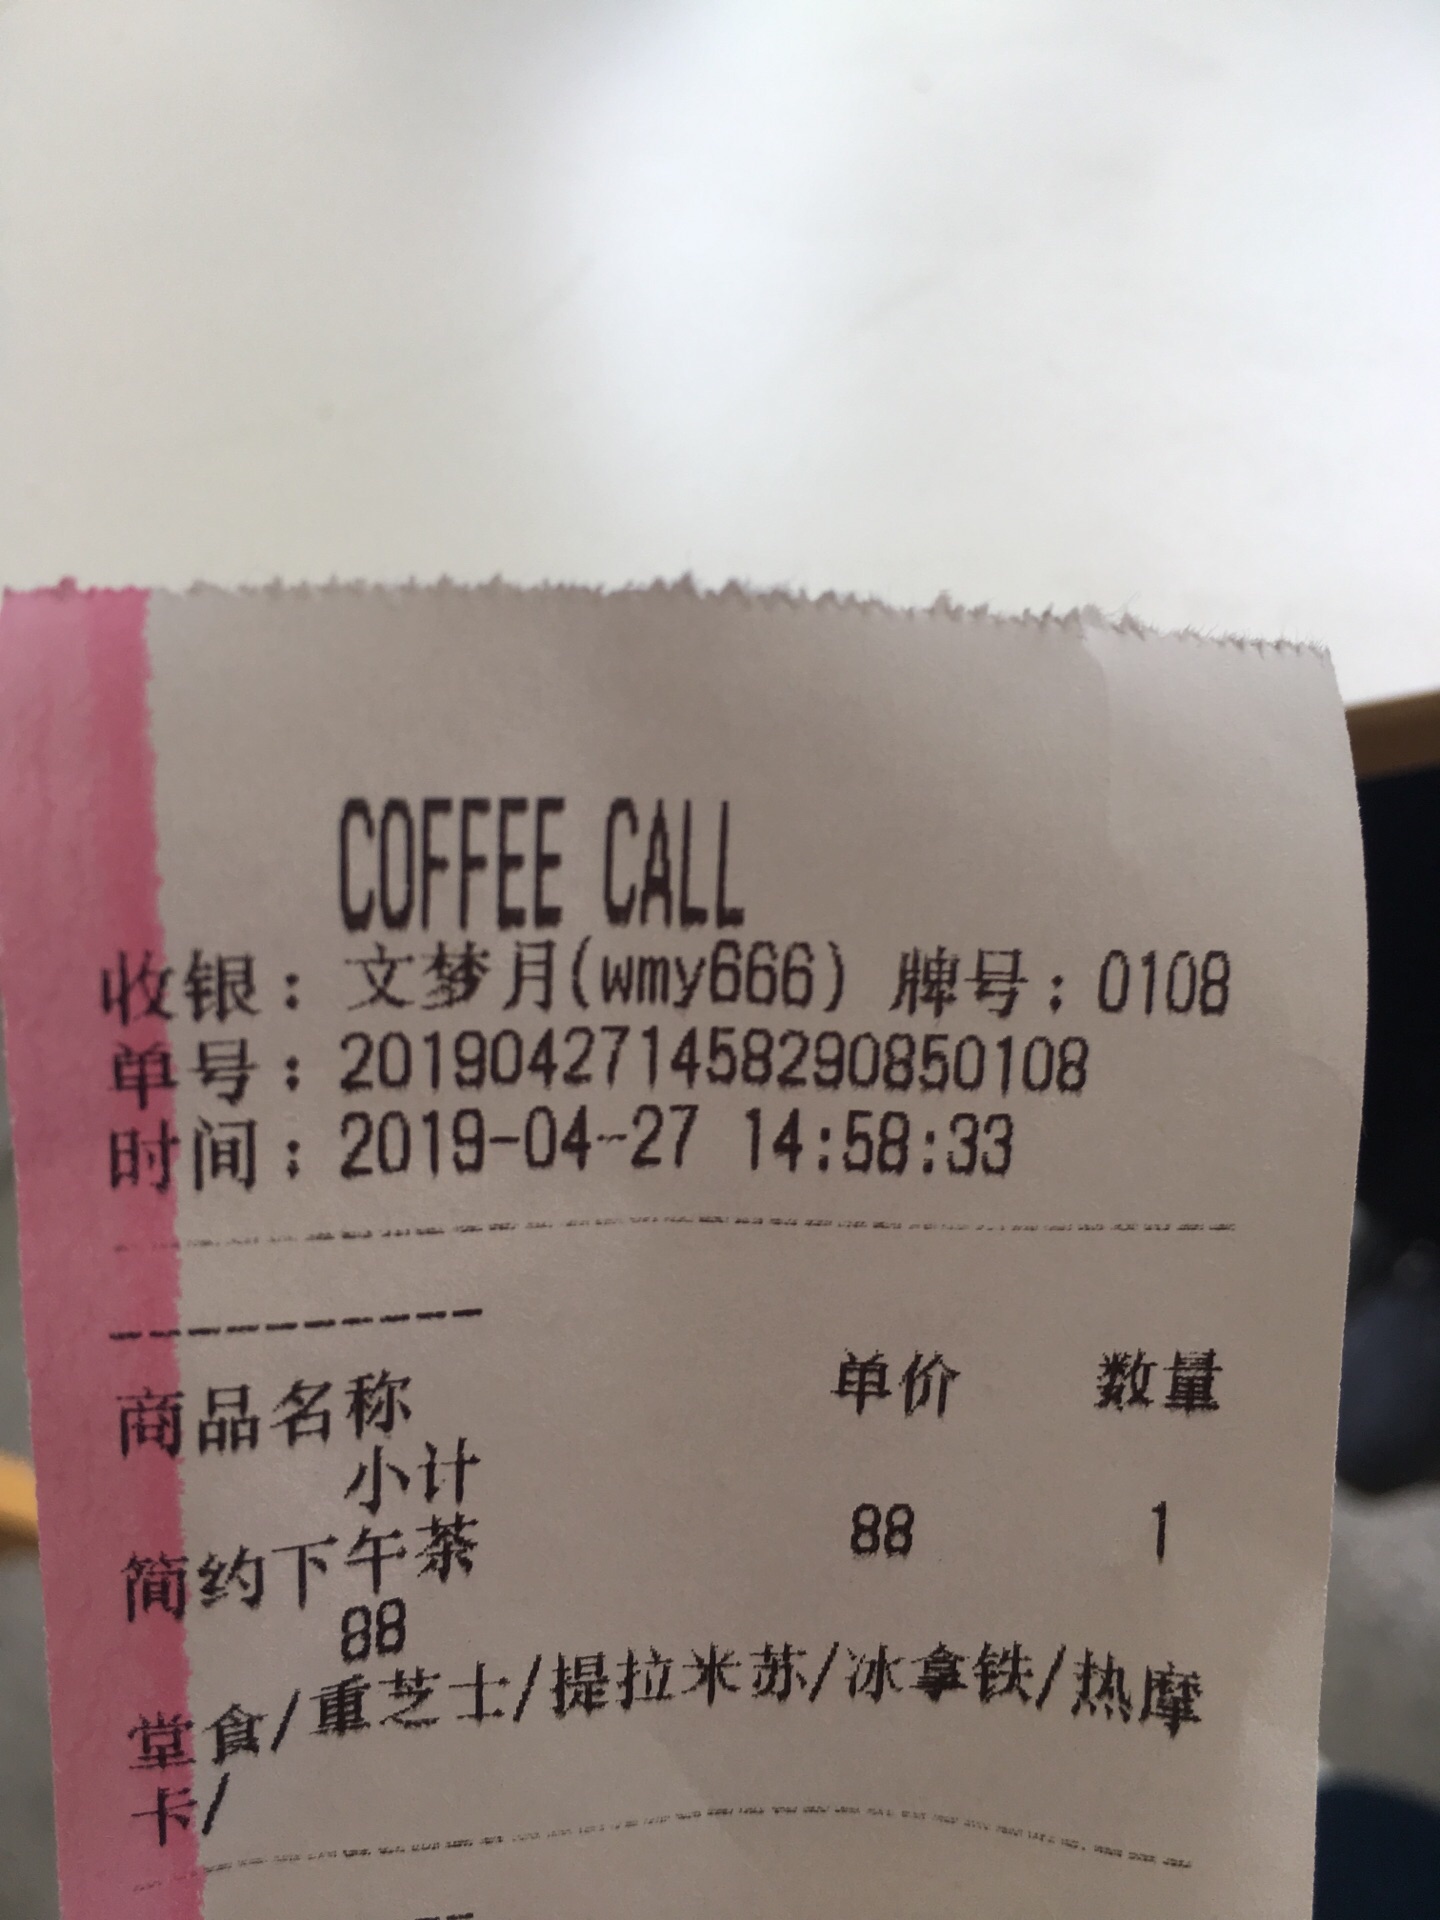 COFFEE CALL
收银：文梦月(wmy666) 牌号：0108
单号：20190427145829085​0108
时间：2019-04-27 14:58:33
-----------
商品名称 单价 数量
小计
简约下午茶 88 1
88
堂食/重芝士/提拉米苏/冰拿铁/热摩
卡/